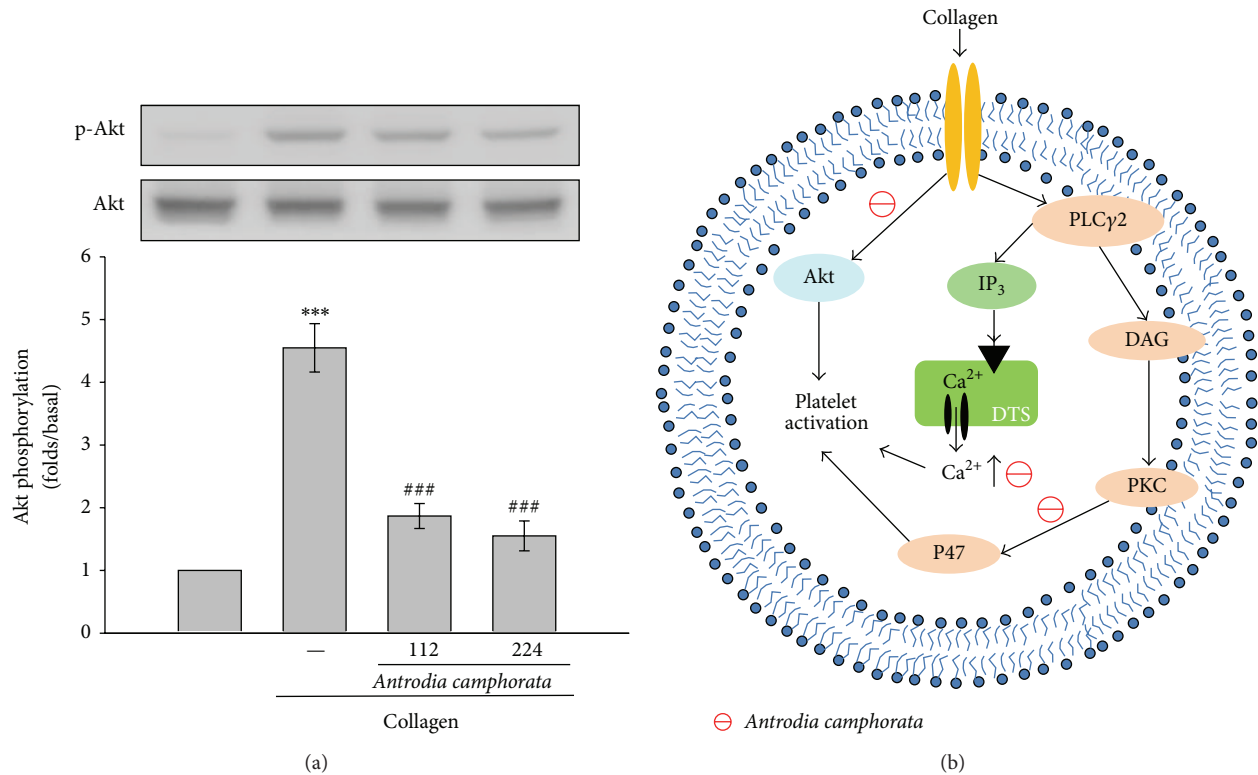 p-Akt
Akt
6
5
4
3
2
1
0
Akt phosphorylation
(folds/basal)
***
###
###
—
112
224
Antrodia camphorata
Collagen
(a)
Collagen
PLCγ2
Akt
IP₃
DAG
Ca²⁺
DTS
Platelet
activation
Ca²⁺
PKC
P47
Antrodia camphorata
(b)